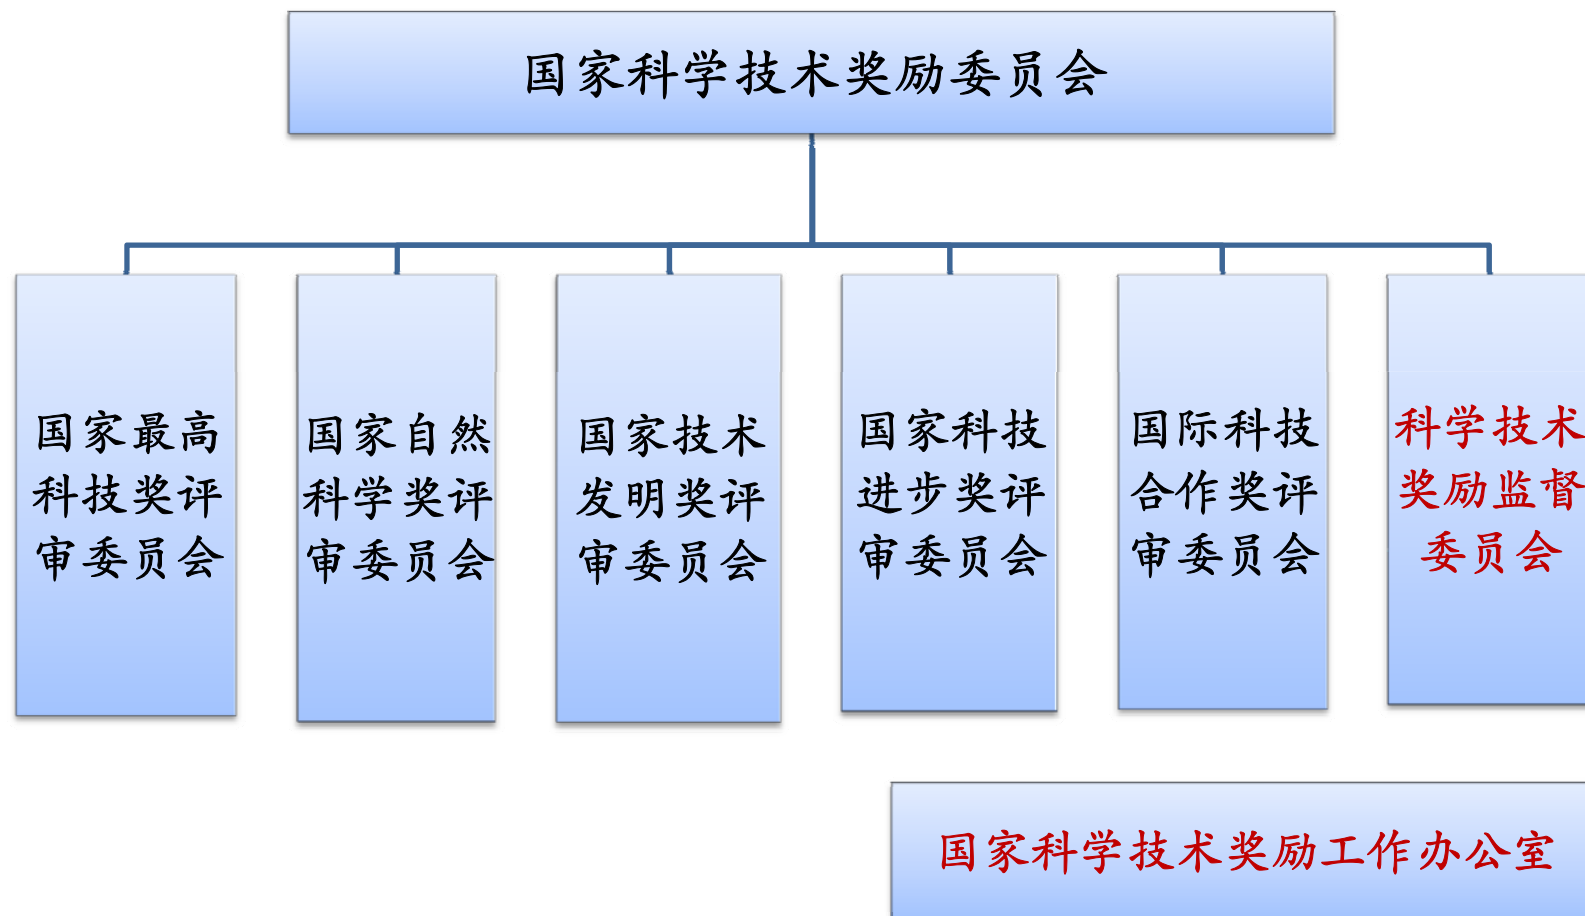 国家科学技术奖励委员会
国家最高
科技奖评
审委员会
国家自然
科学奖评
审委员会
国家技术
发明奖评
审委员会
国家科技
进步奖评
审委员会
国际科技
合作奖评
审委员会
科学技术
奖励监督
委员会
国家科学技术奖励工作办公室